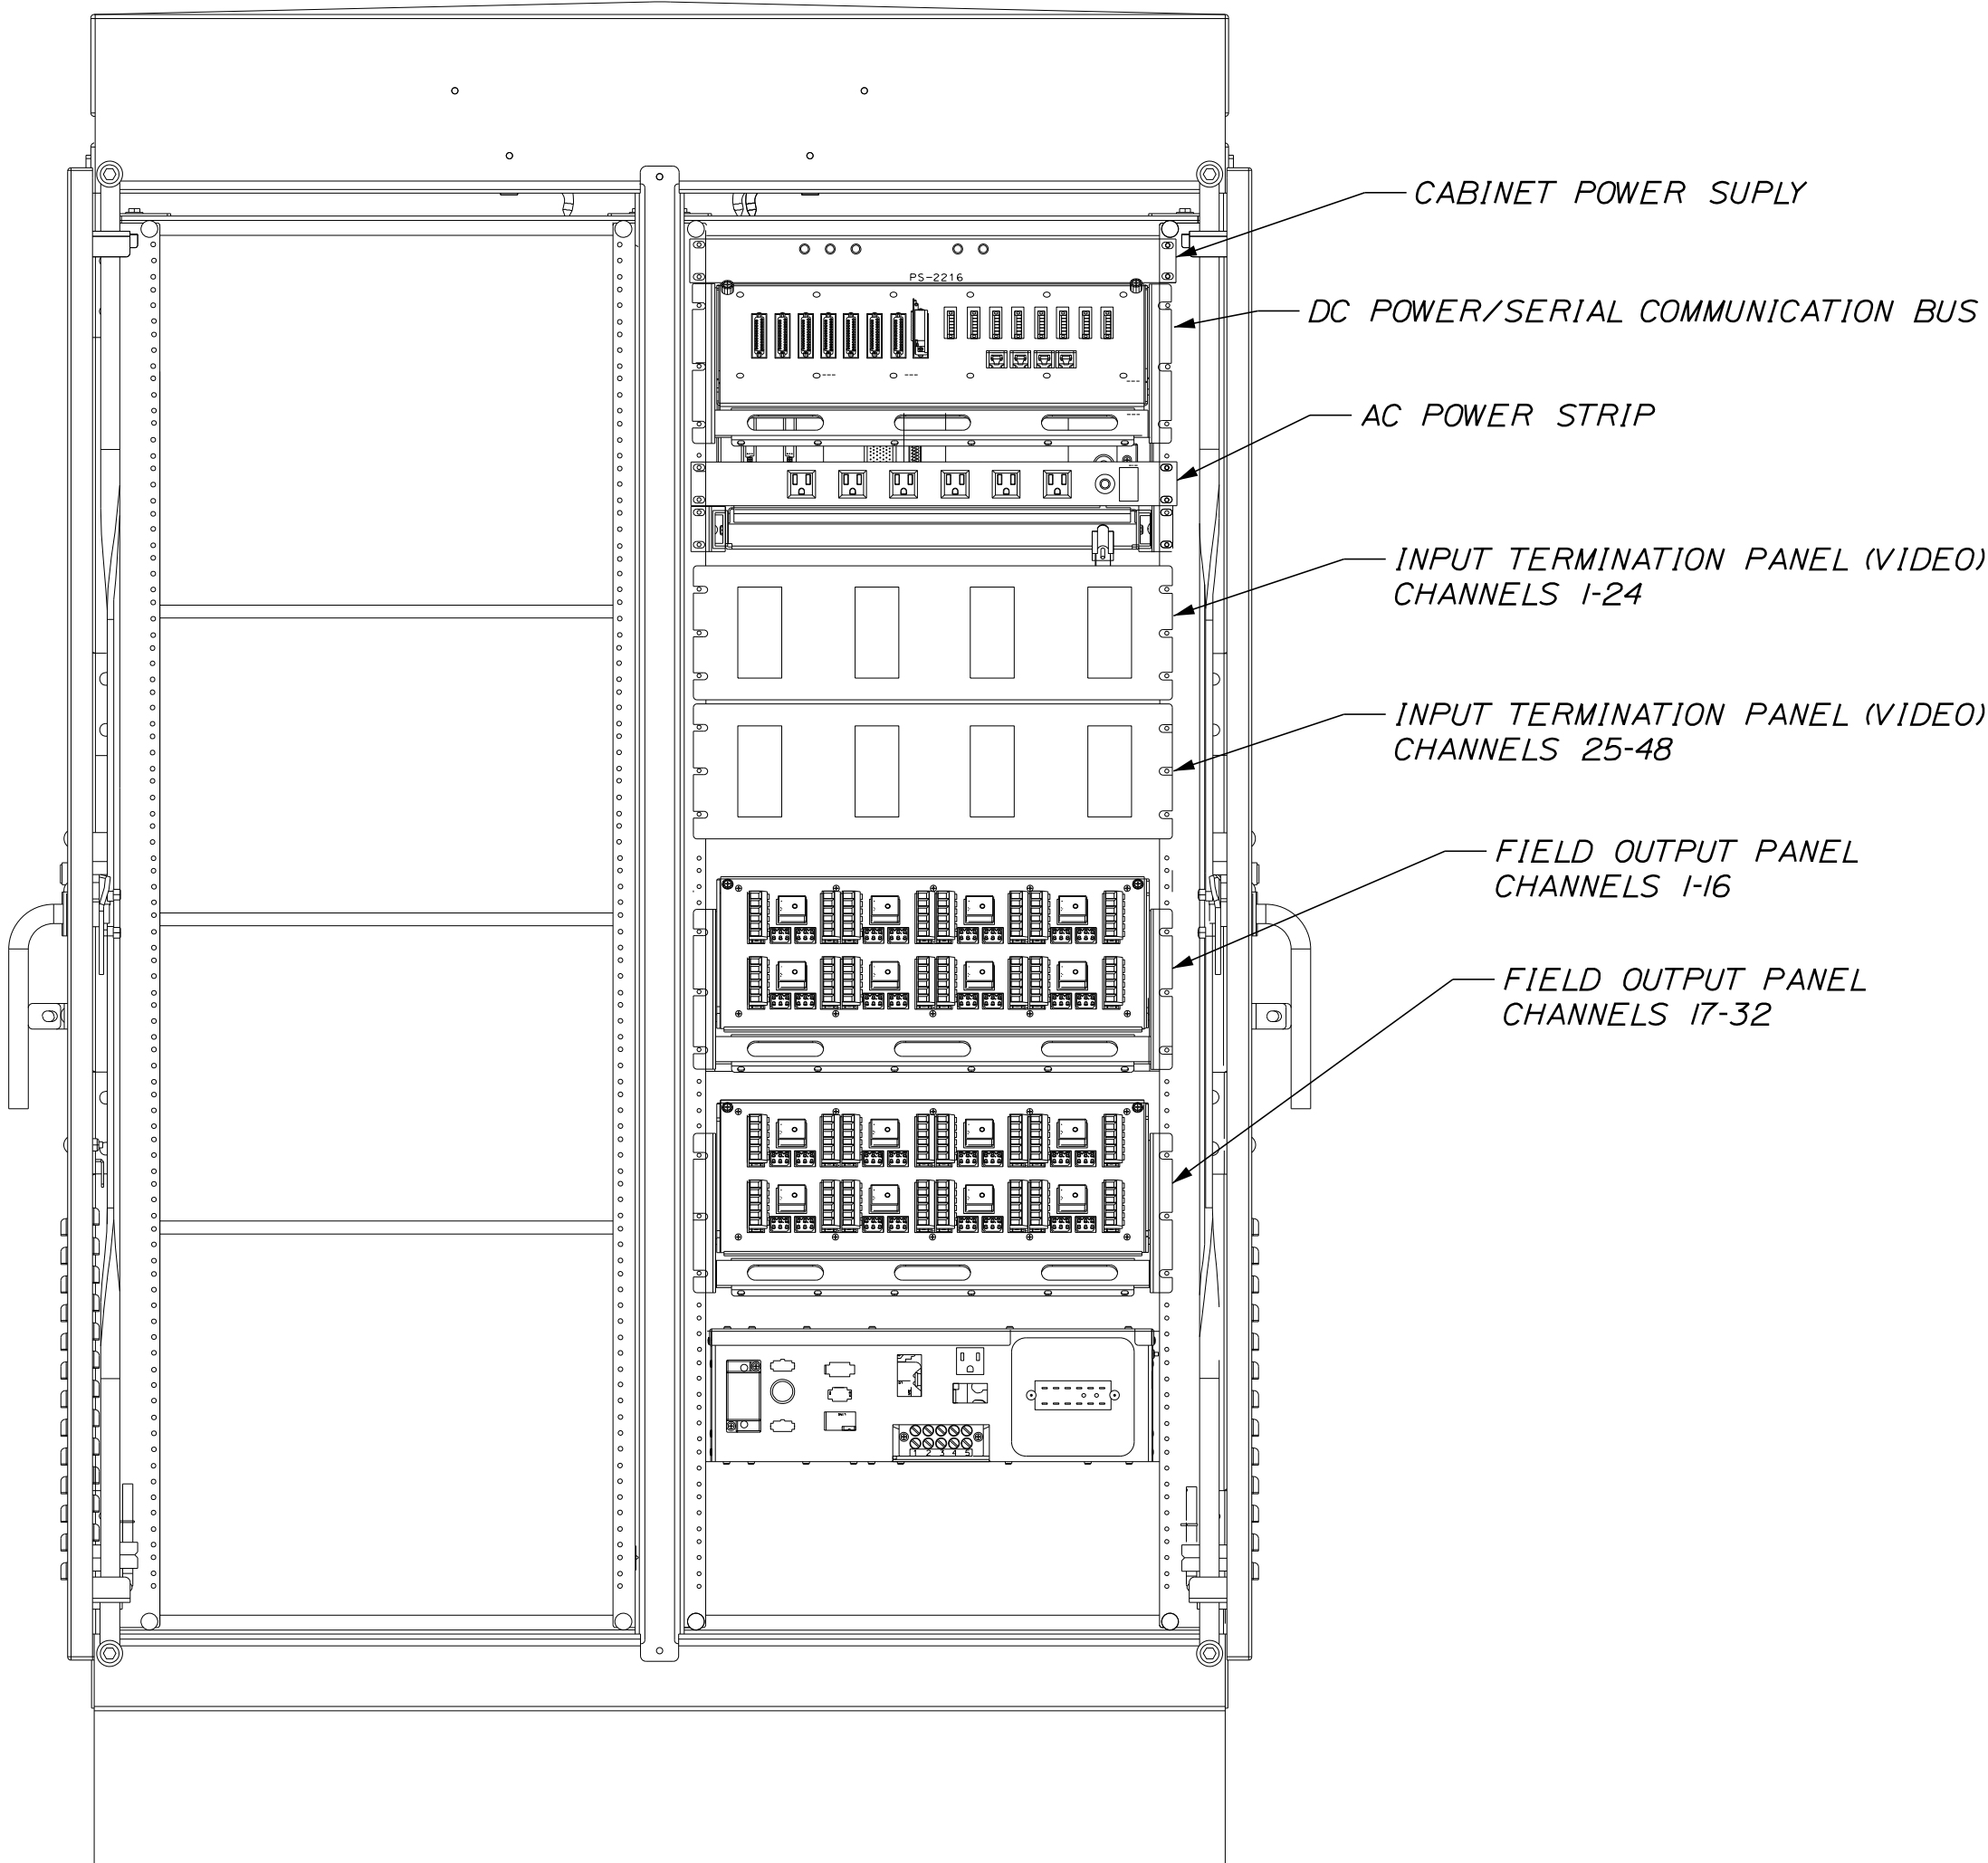 CABINET POWER SUPLY
PS-2216
DC POWER/SERIAL COMMUNICATION BUS
AC POWER STRIP
INPUT TERMINATION PANEL (VIDEO)
CHANNELS 1-24
INPUT TERMINATION PANEL (VIDEO)
CHANNELS 25-48
FIELD OUTPUT PANEL
CHANNELS 1-16
FIELD OUTPUT PANEL
CHANNELS 17-32
1 2 3 4 5